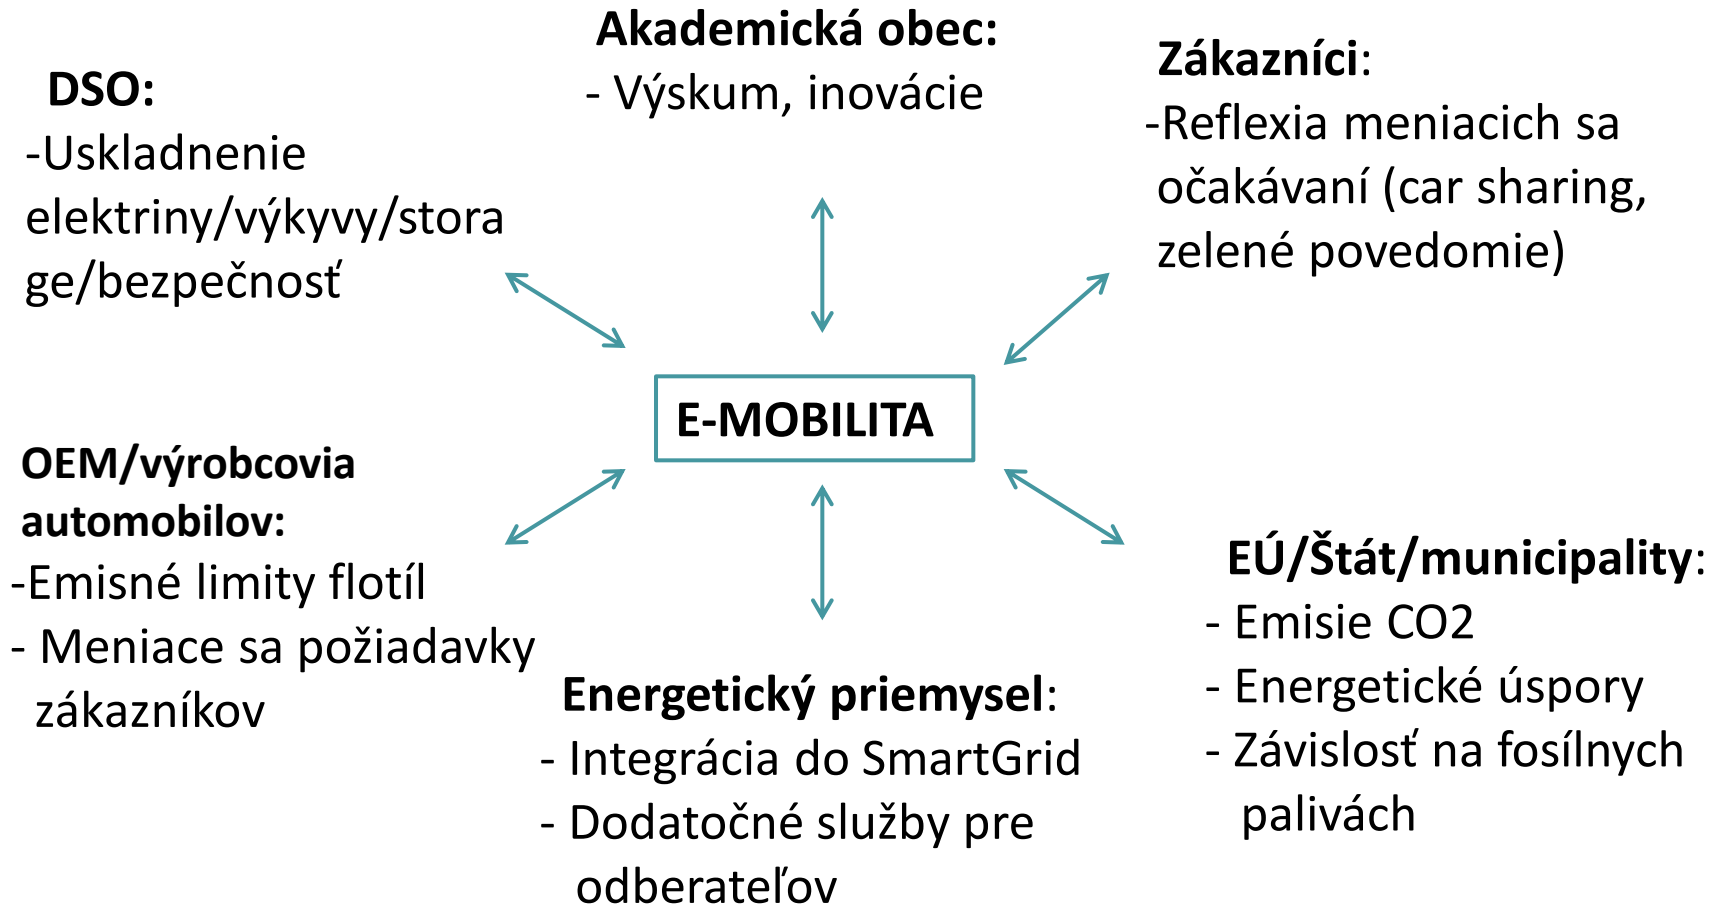 Akademická obec:
- Výskum, inovácie
DSO:
-Uskladnenie
elektriny/výkyvy/stora
ge/bezpečnosť
Zákazníci:
-Reflexia meniacich sa
očakávaní (car sharing,
zelené povedomie)
E-MOBILITA
OEM/výrobcovia
automobilov:
-Emisné limity flotíl
- Meniace sa požiadavky
zákazníkov
Energetický priemysel:
- Integrácia do SmartGrid
- Dodatočné služby pre
odberateľov
EÚ/Štát/municipality:
- Emisie CO2
- Energetické úspory
- Závislosť na fosílnych
palivách